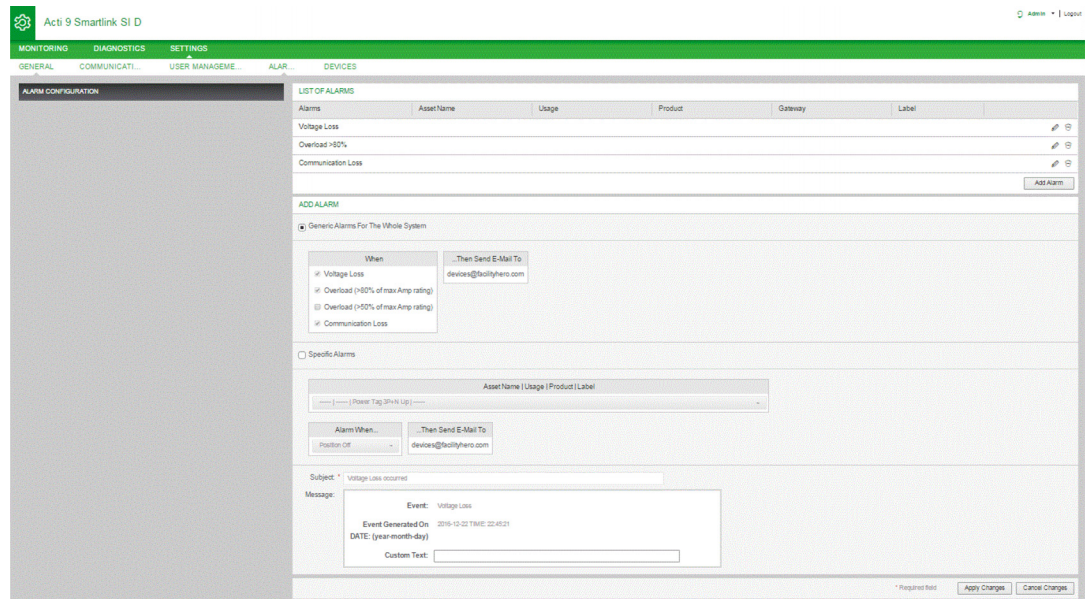 Acti 9 Smartlink SI D
Admin | Logout
MONITORING DIAGNOSTICS SETTINGS
GENERAL COMMUNICATI... USER MANAGEME... ALAR... DEVICES
ALARM CONFIGURATION
LIST OF ALARMS
Alarms Asset Name Usage Product Gateway Label
Voltage Loss
Overload >80%
Communication Loss
Add Alarm
ADD ALARM
Generic Alarms For The Whole System
When ...Then Send E-Mail To
Voltage Loss devices@facilityhero.com
Overload (>80% of max Amp rating)
Overload (>50% of max Amp rating)
Communication Loss
Specific Alarms
Asset Name | Usage | Product | Label
----- | ----- | Power Tag 3P+N Up | -----
Alarm When... ...Then Send E-Mail To
Position Off devices@facilityhero.com
Subject: * Voltage Loss occurred
Message:
Event: Voltage Loss
Event Generated On 2016-12-22 TIME: 22:45:21
DATE: (year-month-day)
Custom Text:
* Required field Apply Changes Cancel Changes